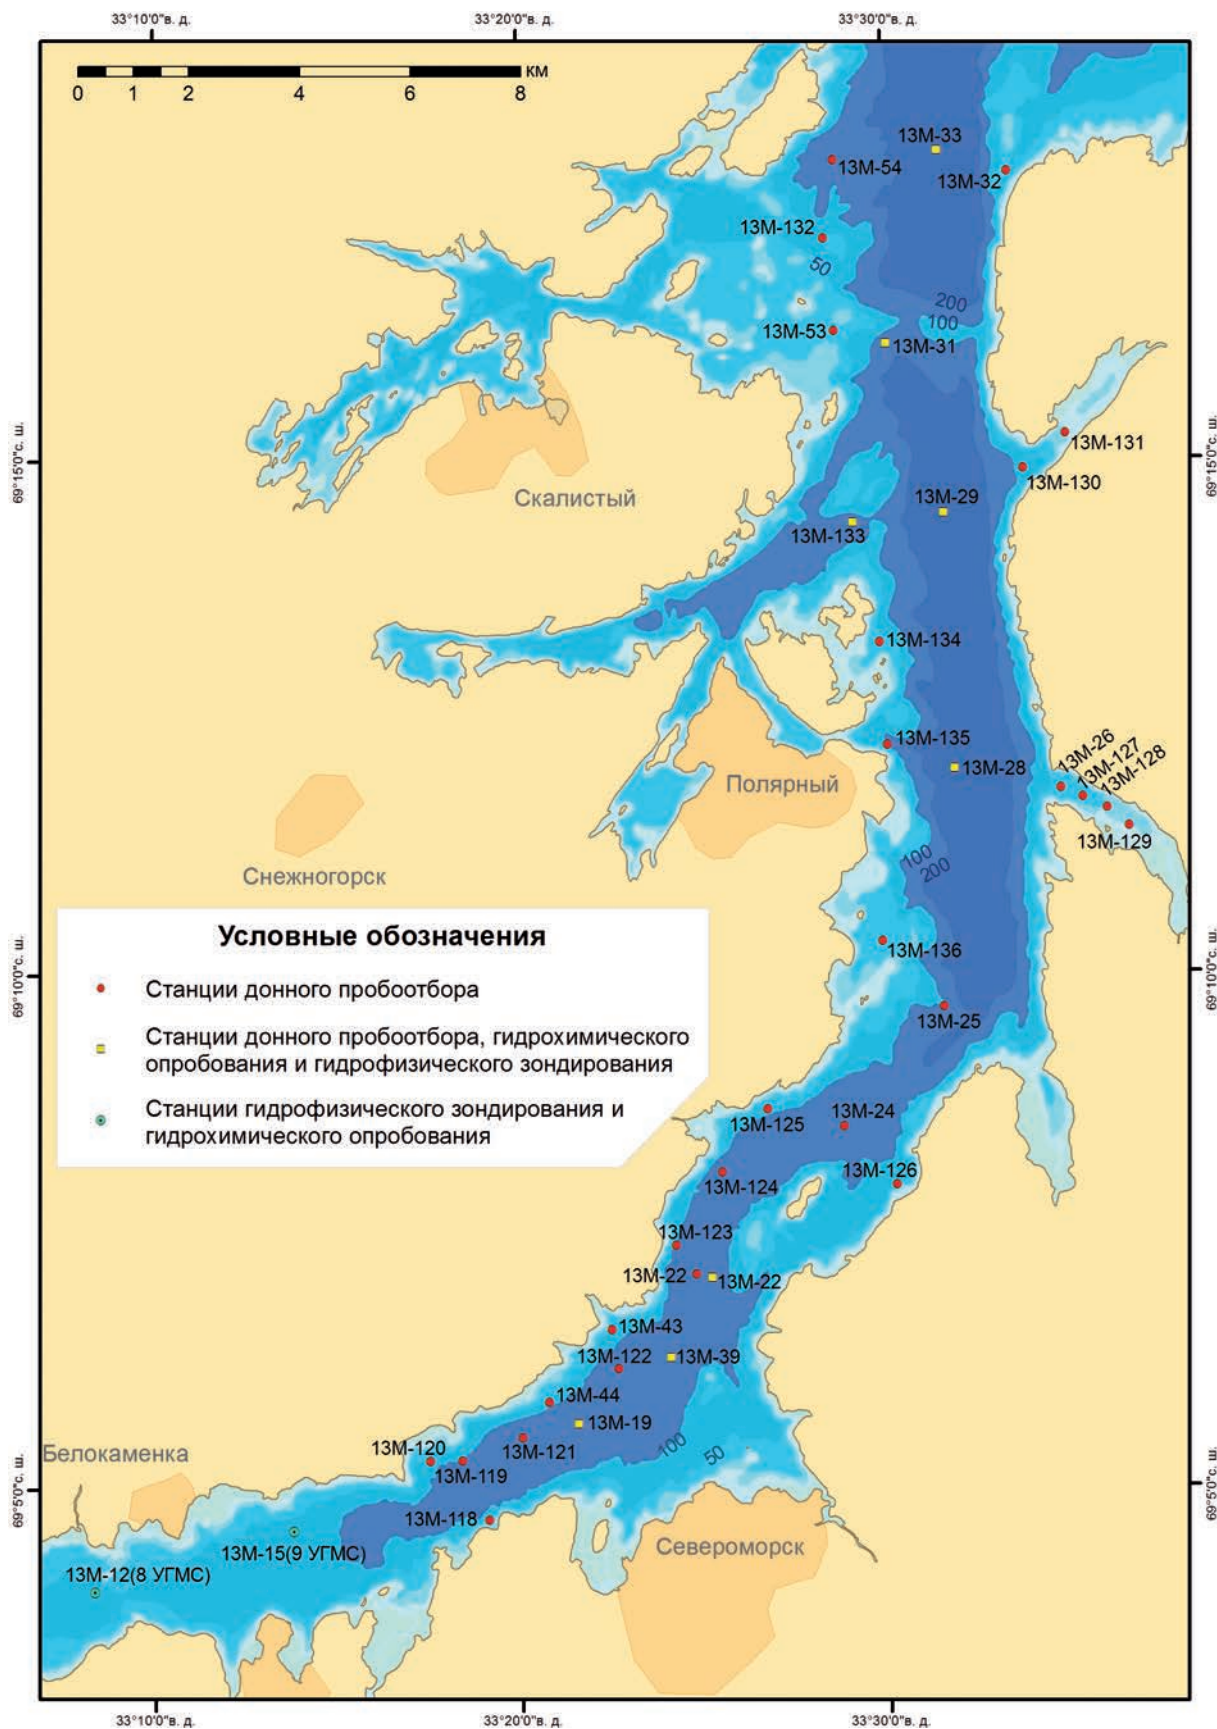 33°10'0"в. д.
33°20'0"в. д.
33°30'0"в. д.
км
0 1 2 4 6 8
13М-33
13М-54
13М-32
13М-132
50
200
100
13М-53
13М-31
13М-131
69°15'0"с. ш.
69°15'0"с. ш.
13М-130
Скалистый
13М-29
13М-133
13М-134
13М-135
13М-26
13М-127
13М-128
13М-28
Полярный
13М-129
Снежногорск
100
200
Условные обозначения
Станции донного пробоотбора
Станции донного пробоотбора, гидрохимического
опробования и гидрофизического зондирования
Станции гидрофизического зондирования и
гидрохимического опробования
13М-136
69°10'0"с. ш.
69°10'0"с. ш.
13М-25
13М-24
13М-125
13М-126
13М-124
13М-123
13М-22
13М-22
13М-43
13М-122
13М-39
13М-44
13М-19
13М-121
100
50
Белокаменка
13М-120
13М-119
69°5'0"с. ш.
69°5'0"с. ш.
13М-118
13М-15(9 УГМС)
Североморск
13М-12(8 УГМС)
33°10'0"в. д.
33°20'0"в. д.
33°30'0"в. д.